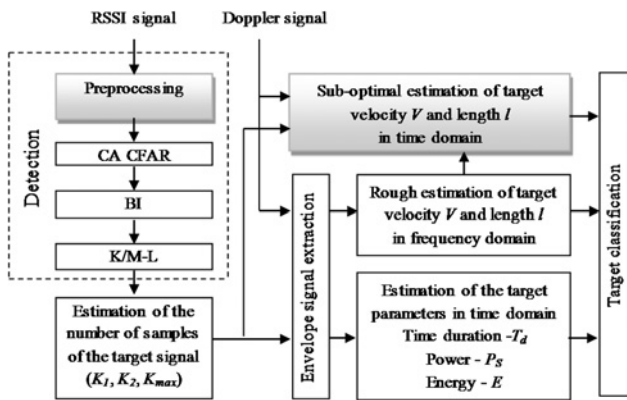 RSSI signal
Doppler signal
Detection
Preprocessing
CA CFAR
BI
K/M-L
Estimation of the
number of samples
of the target signal
(K1, K2, Kmax)
Sub-optimal estimation of target
velocity V and length l
in time domain
Envelope signal extraction
Rough estimation of target
velocity V and length l
in frequency domain
Estimation of the target
parameters in time domain
Time duration -Td
Power - PS
Energy - E
Target classification